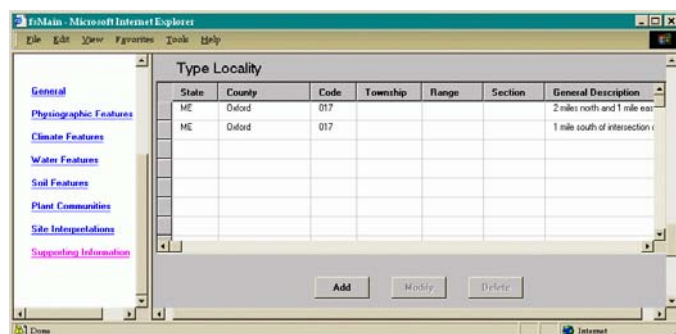 fsMain - Microsoft Internet Explorer
File Edit View Favorites Tools Help
Type Locality
State County Code Township Range Section General Description
ME Oxford 017 2 miles north and 1 mile eas
ME Oxford 017 1 mile south of intersection
General
Physiographic Features
Climate Features
Water Features
Soil Features
Plant Communities
Site Interpretations
Supporting Information
Add Modify Delete
Done Internet